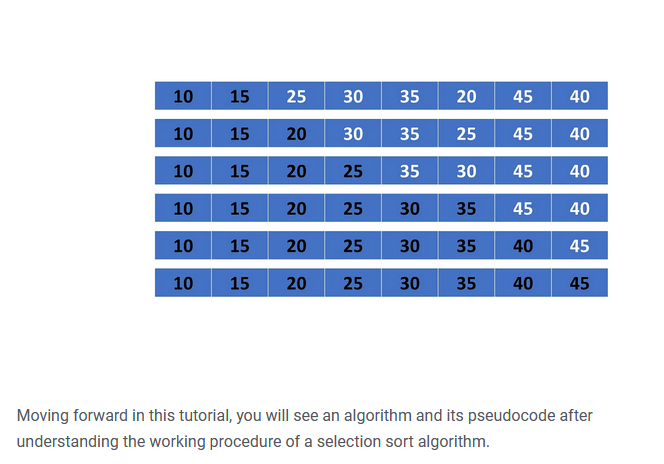 10 15 25 30 35 20 45 40
10 15 20 30 35 25 45 40
10 15 20 25 35 30 45 40
10 15 20 25 30 35 45 40
10 15 20 25 30 35 40 45
10 15 20 25 30 35 40 45
Moving forward in this tutorial, you will see an algorithm and its pseudocode after
understanding the working procedure of a selection sort algorithm.